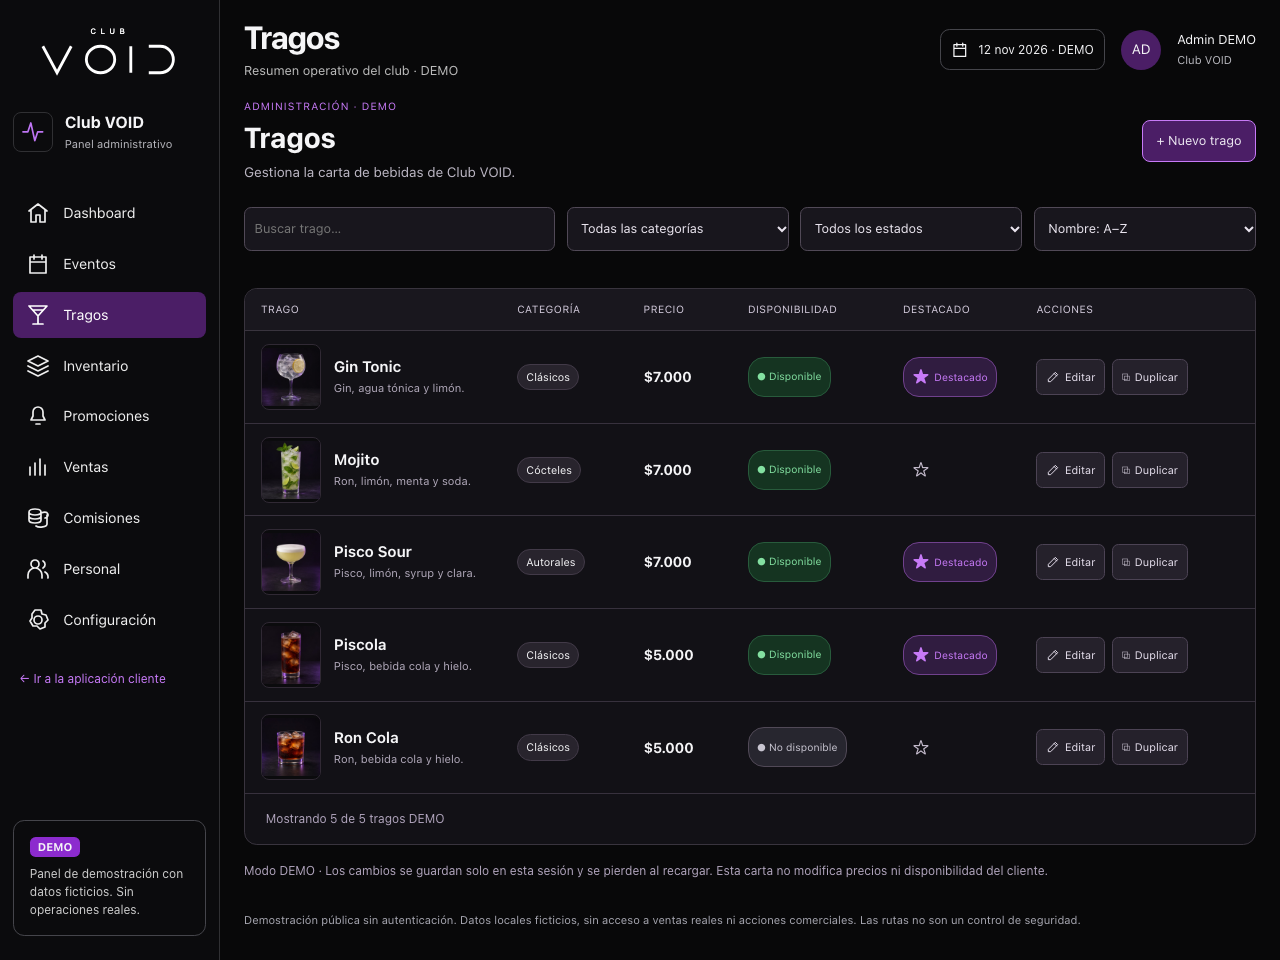 CLUB
VOID
Club VOID
Panel administrativo
Dashboard
Eventos
Tragos
Inventario
Promociones
Ventas
Comisiones
Personal
Configuración
← Ir a la aplicación cliente
DEMO
Panel de demostración con
datos ficticios. Sin
operaciones reales.
Tragos
Resumen operativo del club · DEMO
12 nov 2026 · DEMO
AD
Admin DEMO
Club VOID
ADMINISTRACIÓN · DEMO
Tragos
Gestiona la carta de bebidas de Club VOID.
+ Nuevo trago
Buscar trago...
Todas las categorías
Todos los estados
Nombre: A–Z
TRAGO CATEGORÍA PRECIO DISPONIBILIDAD DESTACADO ACCIONES
Gin Tonic
Gin, agua tónica y limón.
Clásicos $7.000 Disponible Destacado Editar Duplicar
Mojito
Ron, limón, menta y soda.
Cócteles $7.000 Disponible Editar Duplicar
Pisco Sour
Pisco, limón, syrup y clara.
Autorales $7.000 Disponible Destacado Editar Duplicar
Piscola
Pisco, bebida cola y hielo.
Clásicos $5.000 Disponible Destacado Editar Duplicar
Ron Cola
Ron, bebida cola y hielo.
Clásicos $5.000 No disponible Editar Duplicar
Mostrando 5 de 5 tragos DEMO
Modo DEMO · Los cambios se guardan solo en esta sesión y se pierden al recargar. Esta carta no modifica precios ni disponibilidad del cliente.
Demostración pública sin autenticación. Datos locales ficticios, sin acceso a ventas reales ni acciones comerciales. Las rutas no son un control de seguridad.